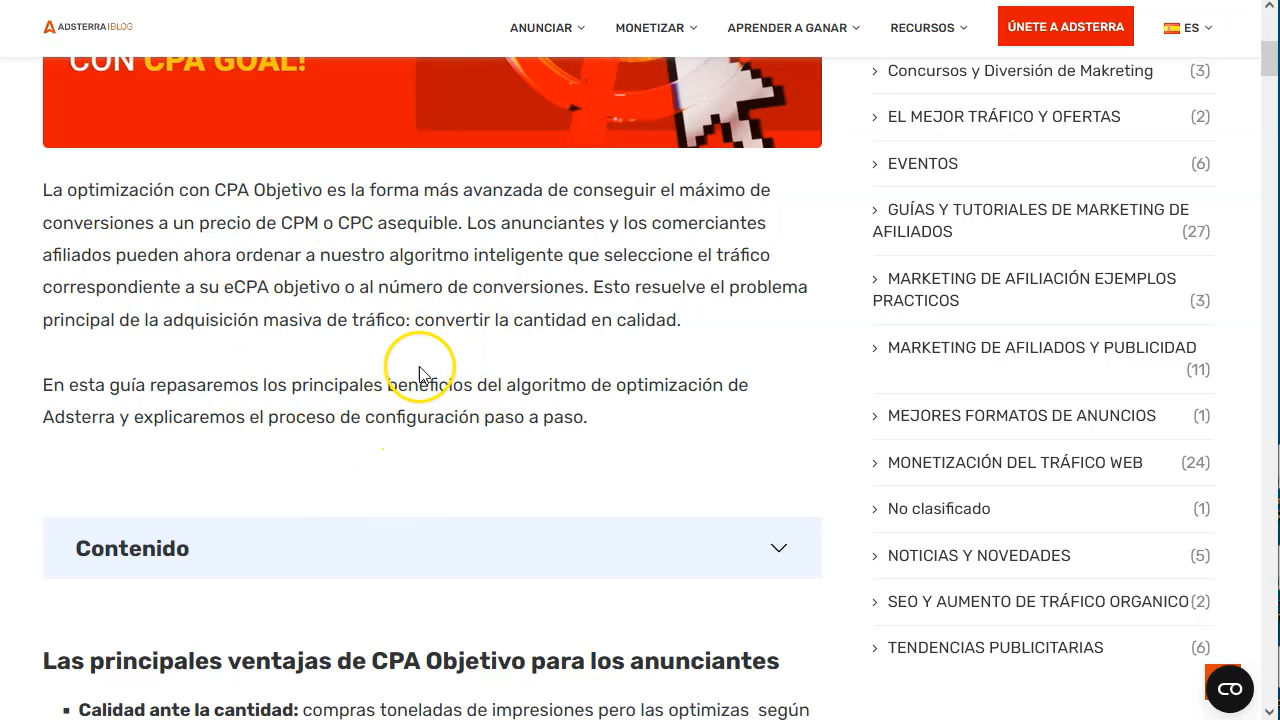 ADSTERRA BLOG
ANUNCIAR
MONETIZAR
APRENDER A GANAR
RECURSOS
ÚNETE A ADSTERRA
ES
CON CPA GOAL!
La optimización con CPA Objetivo es la forma más avanzada de conseguir el máximo de
conversiones a un precio de CPM o CPC asequible. Los anunciantes y los comerciantes
afiliados pueden ahora ordenar a nuestro algoritmo inteligente que seleccione el tráfico
correspondiente a su eCPA objetivo o al número de conversiones. Esto resuelve el problema
principal de la adquisición masiva de tráfico: convertir la cantidad en calidad.
En esta guía repasaremos los principales beneficios del algoritmo de optimización de
Adsterra y explicaremos el proceso de configuración paso a paso.
Contenido
Las principales ventajas de CPA Objetivo para los anunciantes
▪ Calidad ante la cantidad: compras toneladas de impresiones pero las optimizas según
Concursos y Diversión de Makreting (3)
EL MEJOR TRÁFICO Y OFERTAS (2)
EVENTOS (6)
GUÍAS Y TUTORIALES DE MARKETING DE
AFILIADOS (27)
MARKETING DE AFILIACIÓN EJEMPLOS
PRACTICOS (3)
MARKETING DE AFILIADOS Y PUBLICIDAD
(11)
MEJORES FORMATOS DE ANUNCIOS (1)
MONETIZACIÓN DEL TRÁFICO WEB (24)
No clasificado (1)
NOTICIAS Y NOVEDADES (5)
SEO Y AUMENTO DE TRÁFICO ORGANICO (2)
TENDENCIAS PUBLICITARIAS (6)